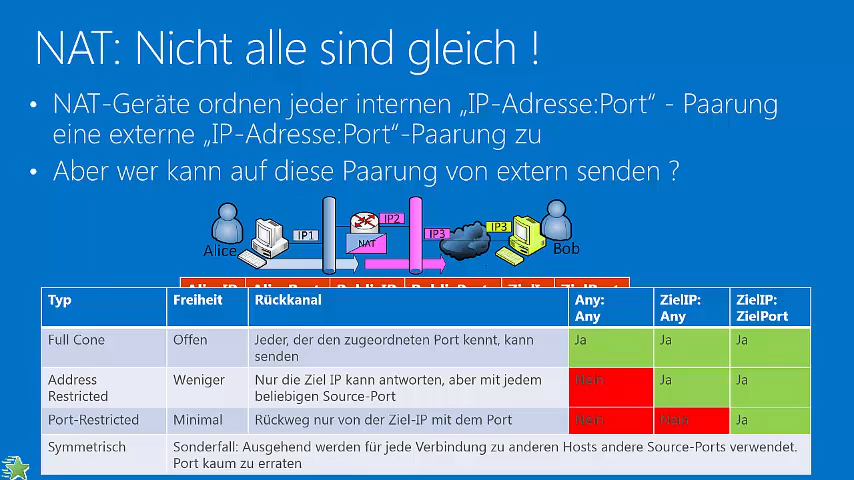 NAT: Nicht alle sind gleich !
• NAT-Geräte ordnen jeder internen „IP-Adresse:Port“ - Paarung
eine externe „IP-Adresse:Port“-Paarung zu
• Aber wer kann auf diese Paarung von extern senden ?
Alice IP1 NAT IP2 IP3 IP3 Bob
Typ Freiheit Rückkanal Any: Any ZielIP: Any ZielIP: ZielPort
Full Cone Offen Jeder, der den zugeordneten Port kennt, kann Ja Ja Ja
senden
Address Restricted Weniger Nur die Ziel IP kann antworten, aber mit jedem Nein Ja Ja
beliebigen Source-Port
Port-Restricted Minimal Rückweg nur von der Ziel-IP mit dem Port Nein Nein Ja
Symmetrisch Sonderfall: Ausgehend werden für jede Verbindung zu anderen Hosts andere Source-Ports verwendet.
Port kaum zu erraten